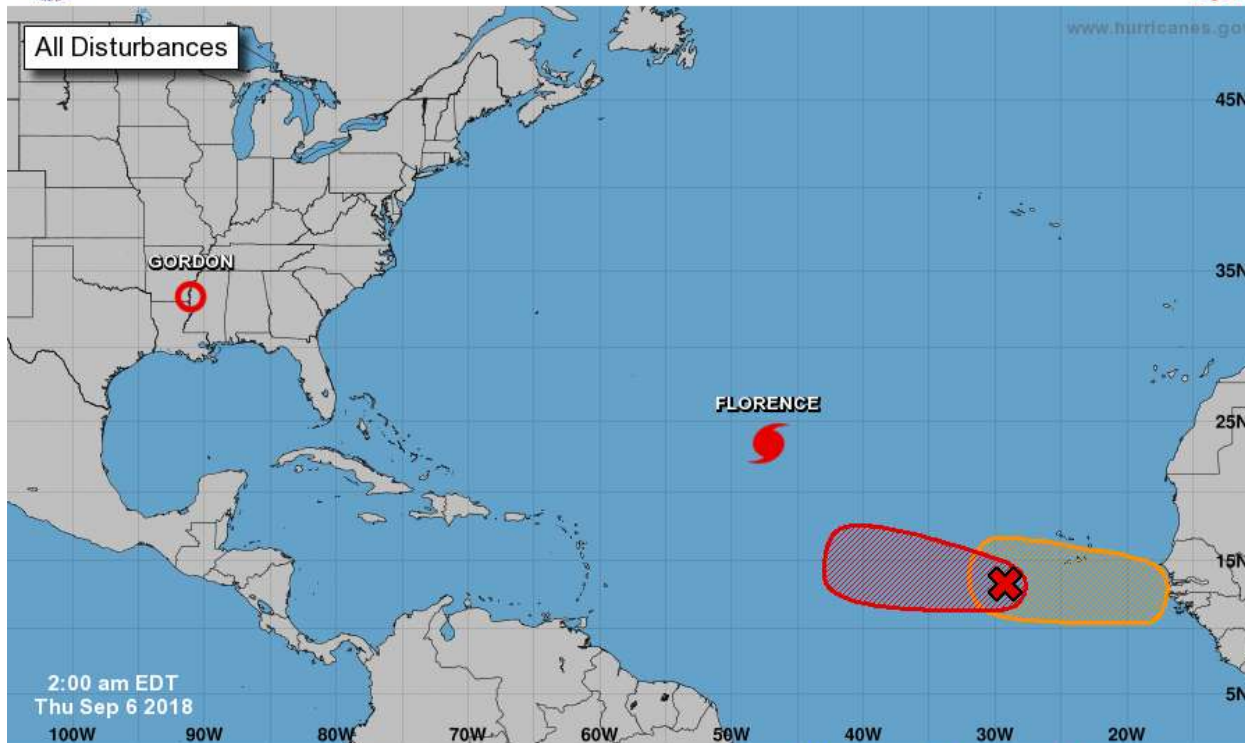 All Disturbances
www.hurricanes.gov
45N
GORDON
35N
FLORENCE
25N
15N
2:00 am EDT
Thu Sep 6 2018
5N
100W 90W 80W 70W 60W 50W 40W 30W 20W